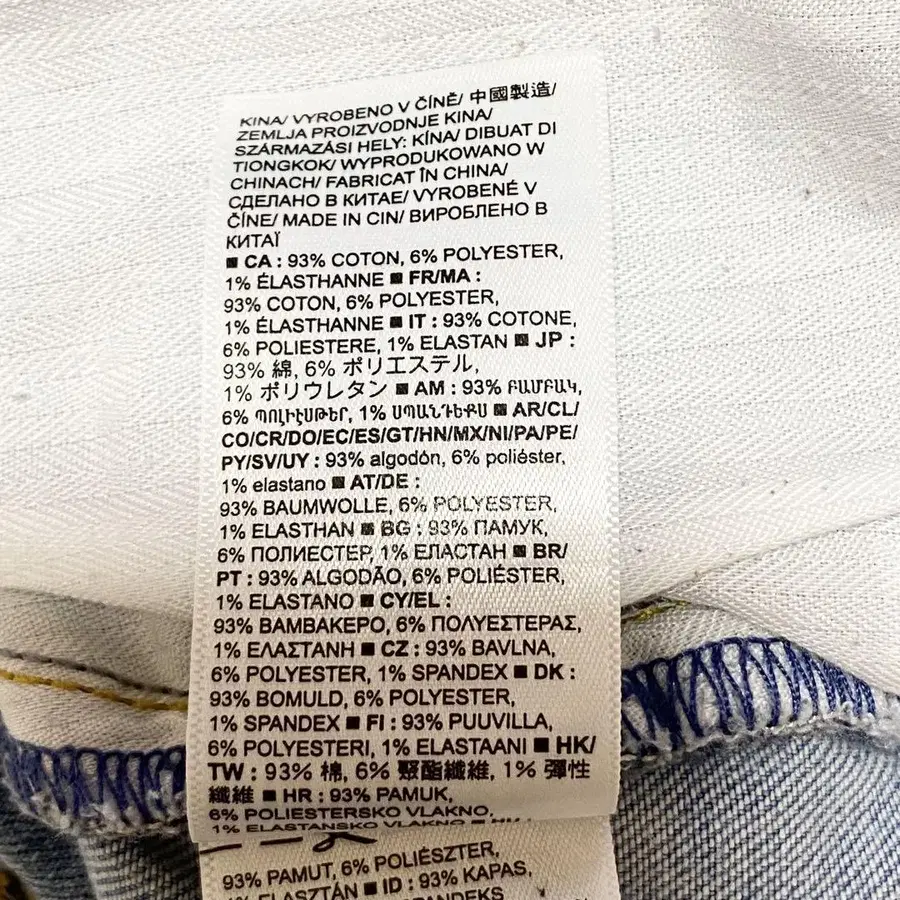 KINA/ VYROBENO V ČÍNĚ/ 中國製造/
ZEMLJA PROIZVODNJE KINA/
SZÁRMAZÁSI HELY: KÍNA/ DIBUAT DI
TIONGKOK/ WYPRODUKOWANO W
CHINACH/ FABRICAT ÎN CHINA/
СДЕЛАНО В КИТАЕ/ VYROBENÉ V
ČÍNE/ MADE IN CIN/ ВИРОБЛЕНО В
КИТАЇ
■ CA : 93% COTON, 6% POLYESTER,
1% ÉLASTHANNE ■ FR/MA :
93% COTON, 6% POLYESTER,
1% ÉLASTHANNE ■ IT : 93% COTONE,
6% POLIESTERE, 1% ELASTAN ■ JP :
93% 綿, 6% ポリエステル,
1% ポリウレタン ■ AM : 93% ԲԱՄԲԱԿ,
6% ՊՈԼԻԷՍԹԵՐ, 1% ՍՊԱՆԴԵՔՍ ■ AR/CL/
CO/CR/DO/EC/ES/GT/HN/MX/NI/PA/PE/
PY/SV/UY : 93% algodón, 6% poliéster,
1% elastano ■ AT/DE :
93% BAUMWOLLE, 6% POLYESTER,
1% ELASTHAN ■ BG : 93% ПАМУК,
6% ПОЛИЕСТЕР, 1% ЕЛАСТАН ■ BR/
PT : 93% ALGODÃO, 6% POLIÉSTER,
1% ELASTANO ■ CY/EL :
93% ΒΑΜΒΑΚΕΡΟ, 6% ΠΟΛΥΕΣΤΕΡΑΣ,
1% ΕΛΑΣΤΑΝΗ ■ CZ : 93% BAVLNA,
6% POLYESTER, 1% SPANDEX ■ DK :
93% BOMULD, 6% POLYESTER,
1% SPANDEX ■ FI : 93% PUUVILLA,
6% POLYESTERI, 1% ELASTAANI ■ HK/
TW : 93% 棉, 6% 聚酯纖維, 1% 彈性
纖維 ■ HR : 93% PAMUK,
6% POLIESTERSKO VLAKNO,
1% ELASTANSKO VLAKNO ■
93% PAMUT, 6% POLIÉSZTER,
ELASZTÁN ■ ID : 93% KAPAS,
SPANDEKS